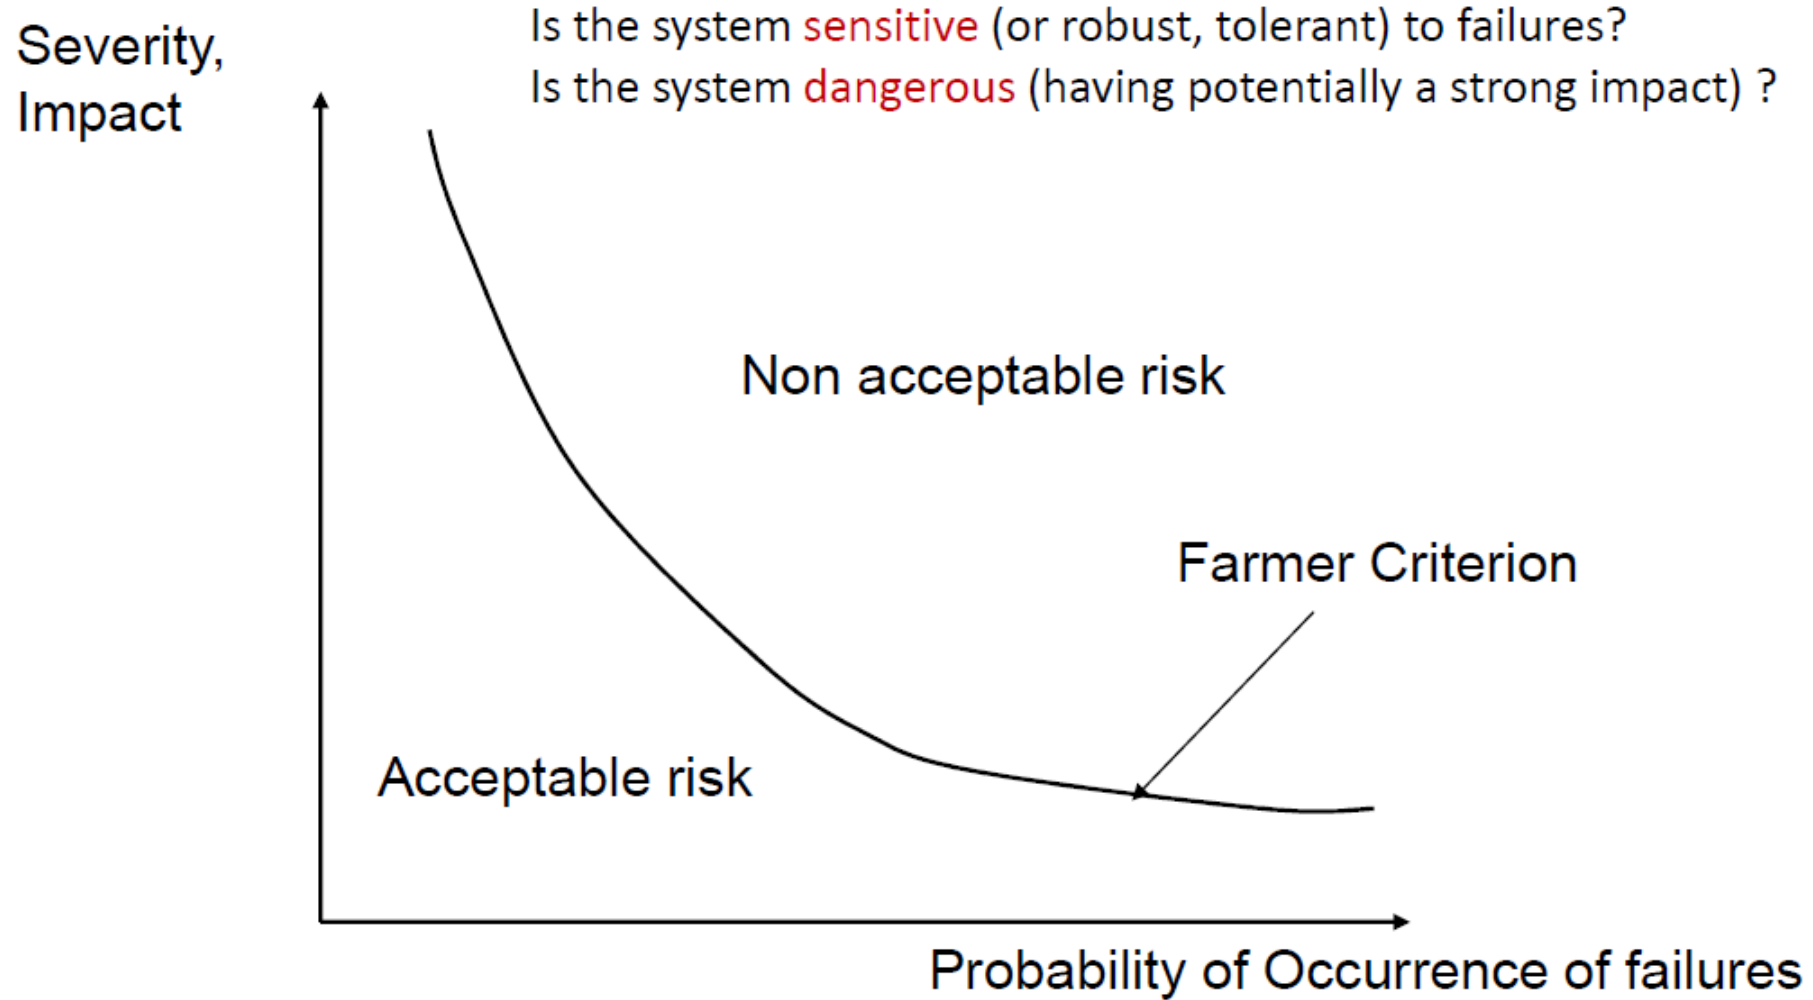 Is the system sensitive (or robust, tolerant) to failures?
Is the system dangerous (having potentially a strong impact) ?
Severity,
Impact
Non acceptable risk
Farmer Criterion
Acceptable risk
Probability of Occurrence of failures